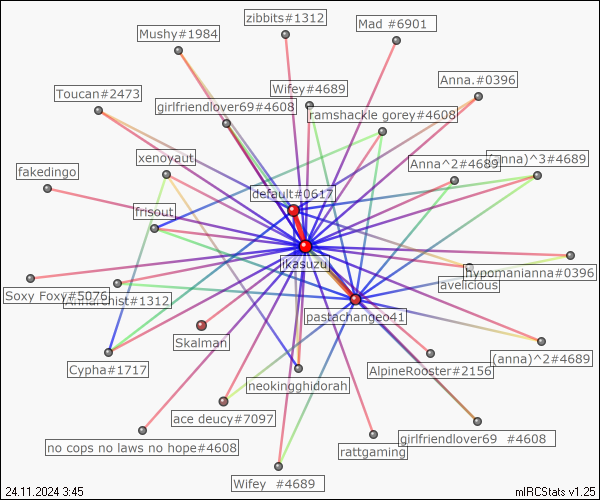 zibbits#1312
Mad #6901
Mushy#1984
Anna.#0396
Wifey#4689
Toucan#2473
girlfriendlover69#4608
ramshackle gorey#4608
xenoyaut
(anna)^3#4689
Anna^2#4689
fakedingo
default#0617
frisout
ikasuzu
hypomanianna#0396
Soxy Foxy#5076
avelicious
#1312
pastachangeo41
Skalman
(anna)^2#4689
Cypha#1717
AlpineRooster#2156
neokingghidorah
ace deucy#7097
girlfriendlover69 #4608
no cops no laws no hope#4608
rattgaming
Wifey #4689
24.11.2024 3:45
mIRCStats v1.25